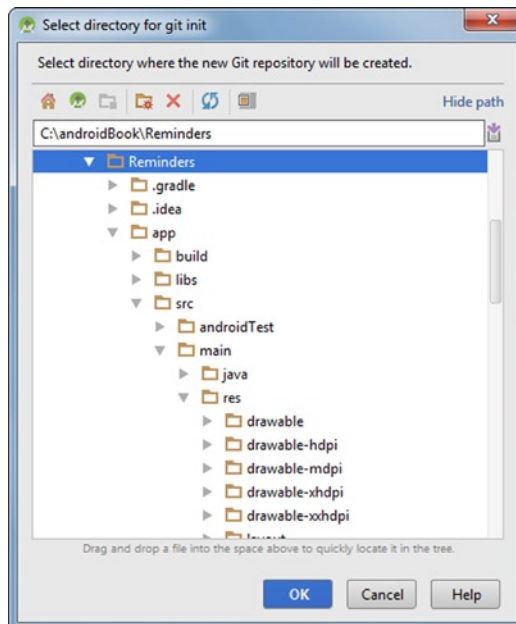 Select directory for git init
Select directory where the new Git repository will be created.
Hide path
C:\androidBook\Reminders
Reminders
.gradle
.idea
app
build
libs
src
androidTest
main
java
res
drawable
drawable-hdpi
drawable-mdpi
drawable-xhdpi
drawable-xxhdpi
layout
Drag and drop a file into the space above to quickly locate it in the tree.
OK Cancel Help